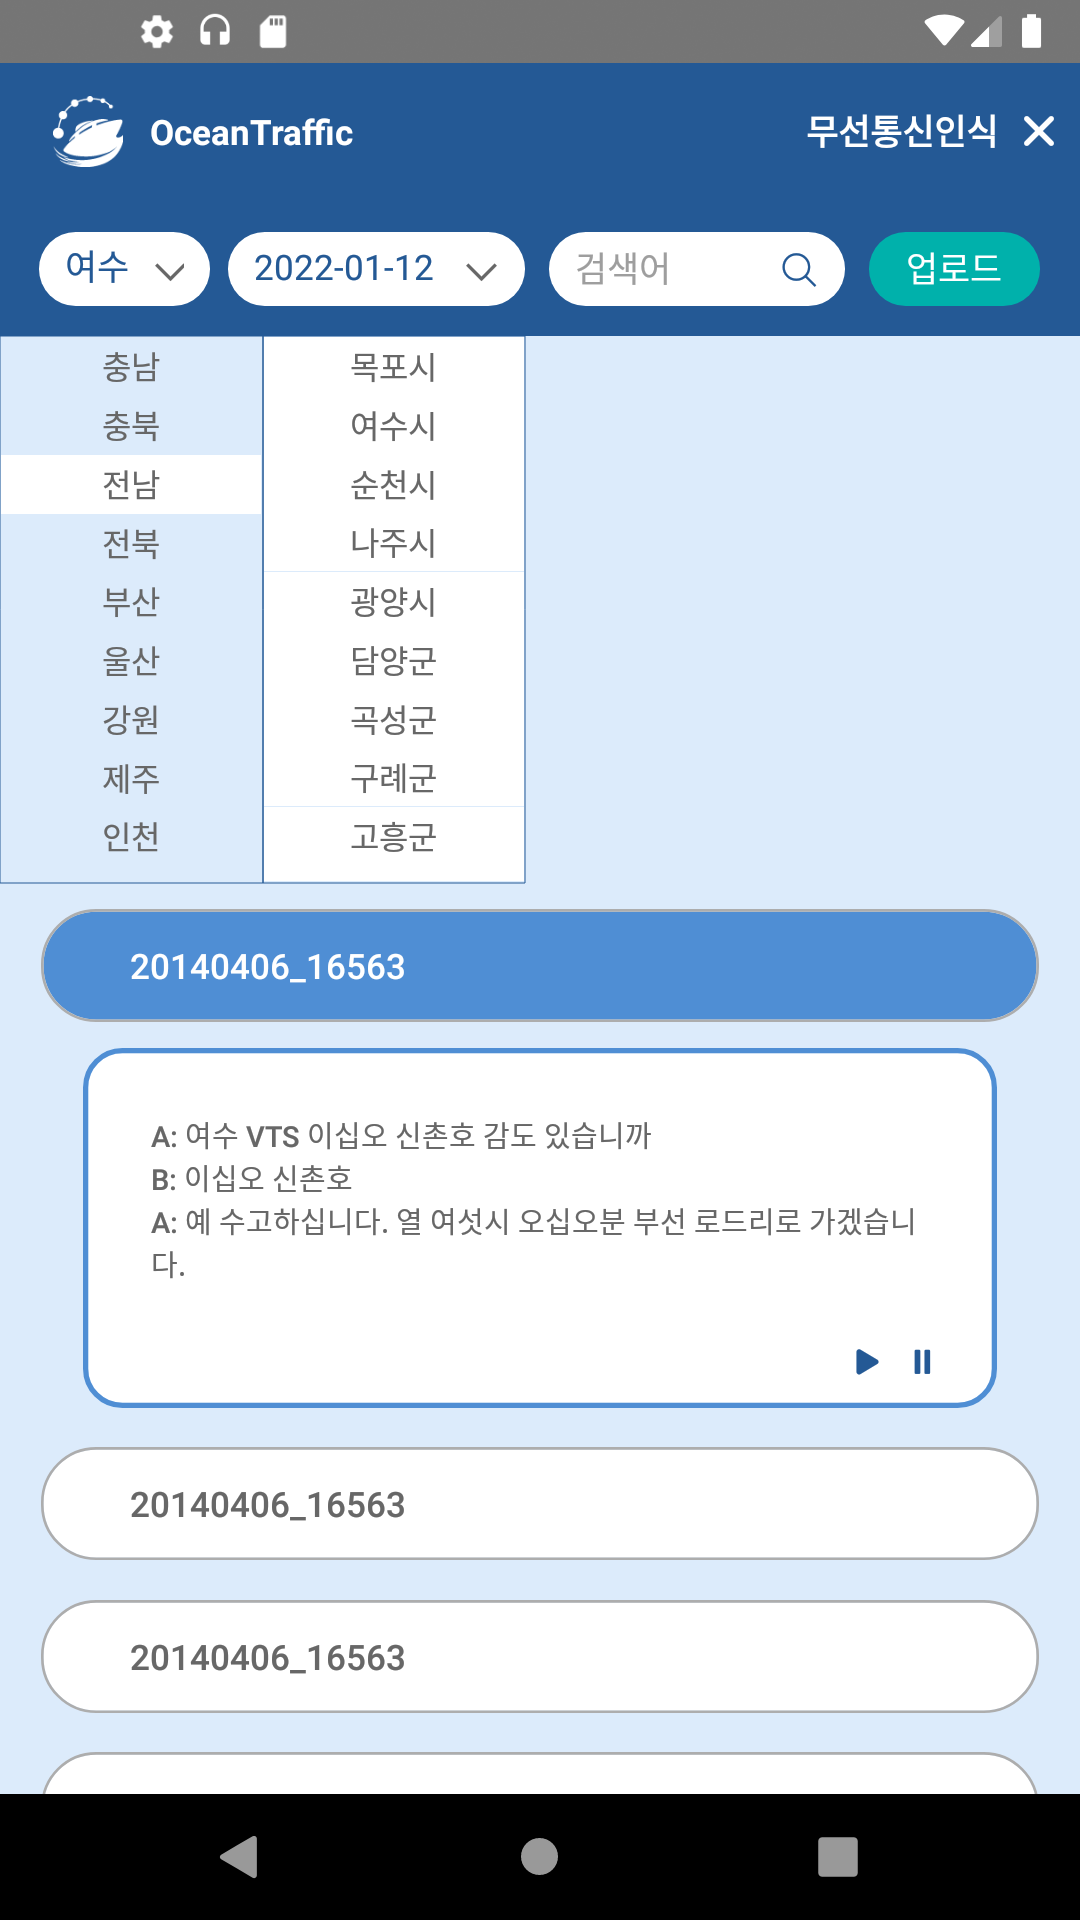 OceanTraffic
무선통신인식
여수
2022-01-12
검색어
업로드
충남
목포시
충북
여수시
전남
순천시
전북
나주시
부산
광양시
울산
담양군
강원
곡성군
제주
구례군
인천
고흥군
20140406_16563
A: 여수 VTS 이십오 신촌호 감도 있습니까
B: 이십오 신촌호
A: 예 수고하십니다. 열 여섯시 오십오분 부선 로드리로 가겠습니
다.
20140406_16563
20140406_16563